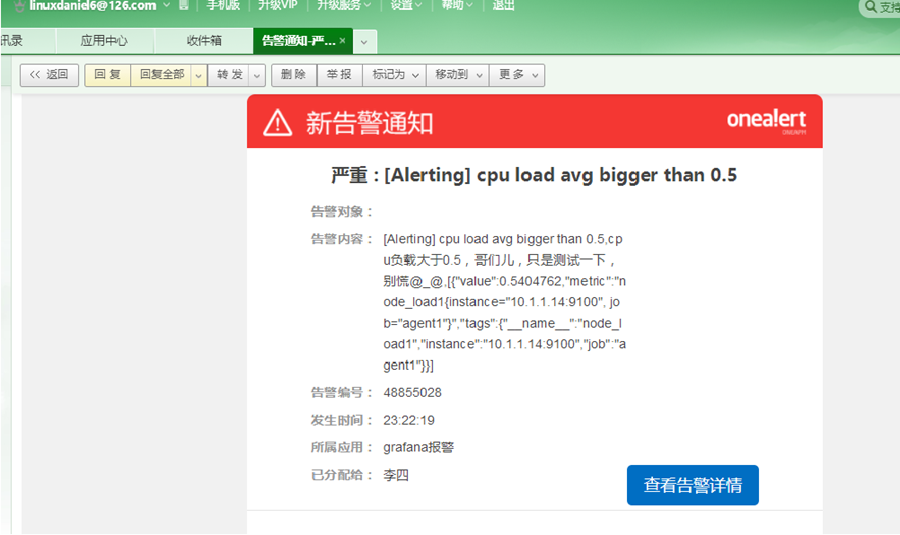 linuxdaniel6@126.com 手机版 升级VIP 升级服务 设置 帮助 退出 支持
讯录 应用中心 收件箱 告警通知-严... ×
<< 返回 回复 回复全部 转发 删除 举报 标记为 移动到 更多
新告警通知 onealert
严重：[Alerting] cpu load avg bigger than 0.5
告警对象：
告警内容： [Alerting] cpu load avg bigger than 0.5,cp
u负载大于0.5，哥们儿，只是测试一下，
别慌@_@,[{"value":0.5404762,"metric":"n
ode_load1{instance="10.1.1.14:9100", jo
b="agent1"}","tags":{"__name__":"node_l
oad1","instance":"10.1.1.14:9100","job":"a
gent1"}}]
告警编号： 48855028
发生时间： 23:22:19
所属应用： grafana报警
已分配给： 李四
查看告警详情